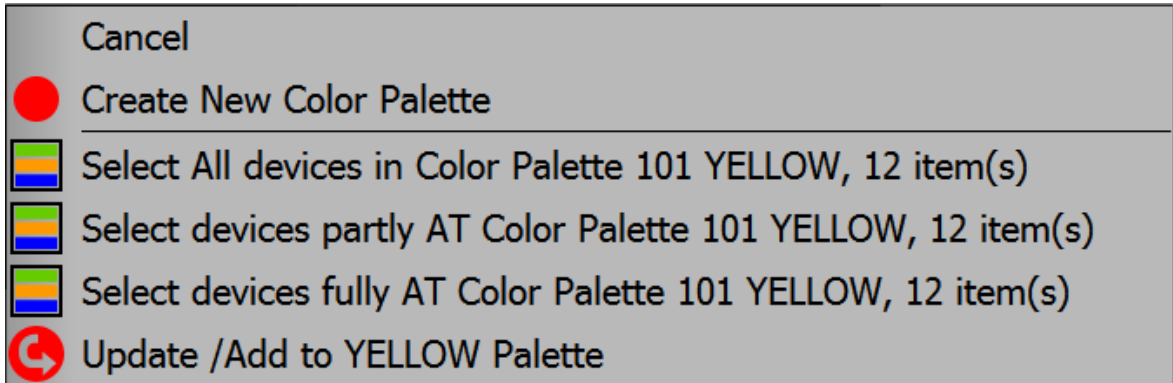 Cancel
Create New Color Palette
Select All devices in Color Palette 101 YELLOW, 12 item(s)
Select devices partly AT Color Palette 101 YELLOW, 12 item(s)
Select devices fully AT Color Palette 101 YELLOW, 12 item(s)
Update /Add to YELLOW Palette